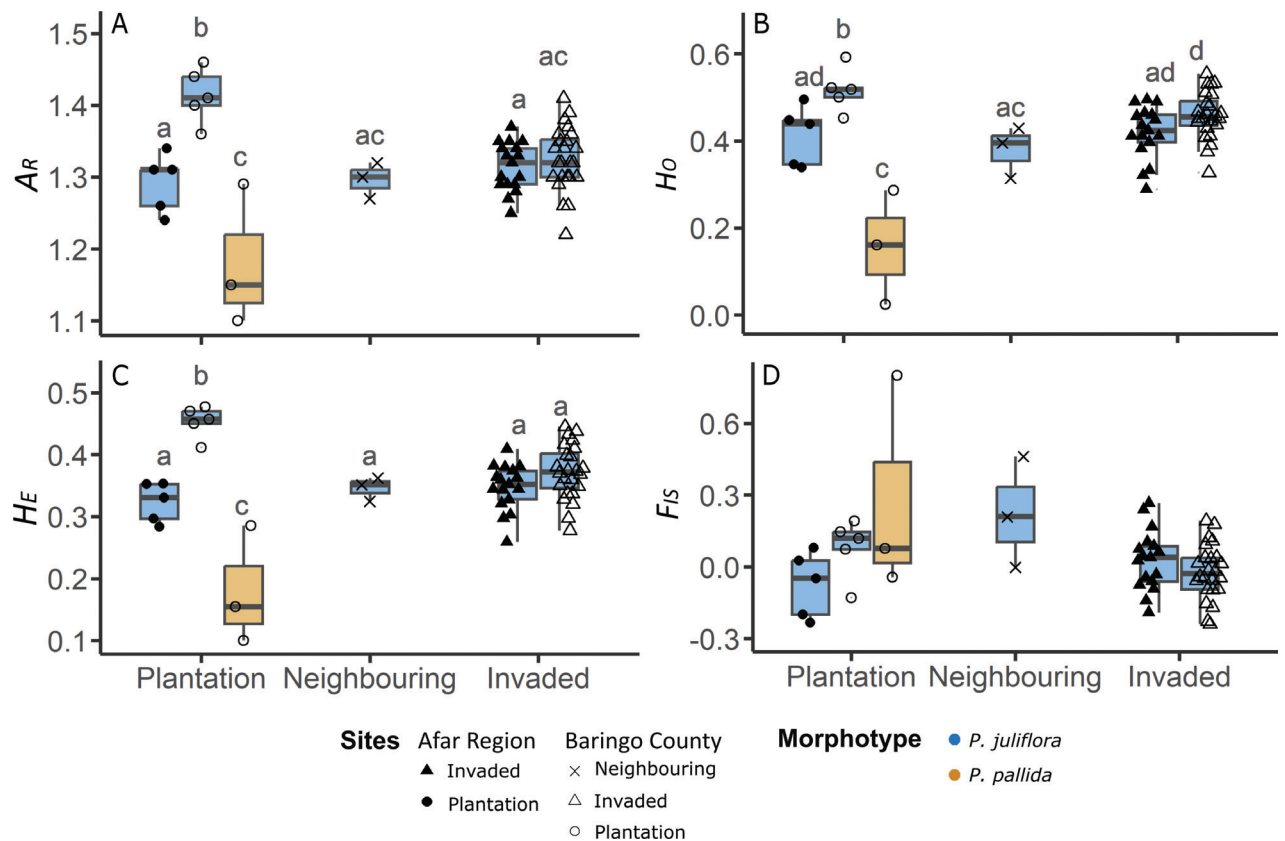 A
1.5
1.4
1.3
1.2
1.1
AR
a
b
c
ac
a
ac
B
0.6
0.4
0.2
0.0
HO
ad
b
c
ac
ad
d
C
0.5
0.4
0.3
0.2
0.1
HE
a
b
c
a
a
a
Plantation Neighbouring Invaded
D
0.6
0.3
0.0
-0.3
FIS
Plantation Neighbouring Invaded
Sites Afar Region Baringo County Morphotype
Invaded
Plantation
Neighbouring
Invaded
Plantation
P. juliflora
P. pallida